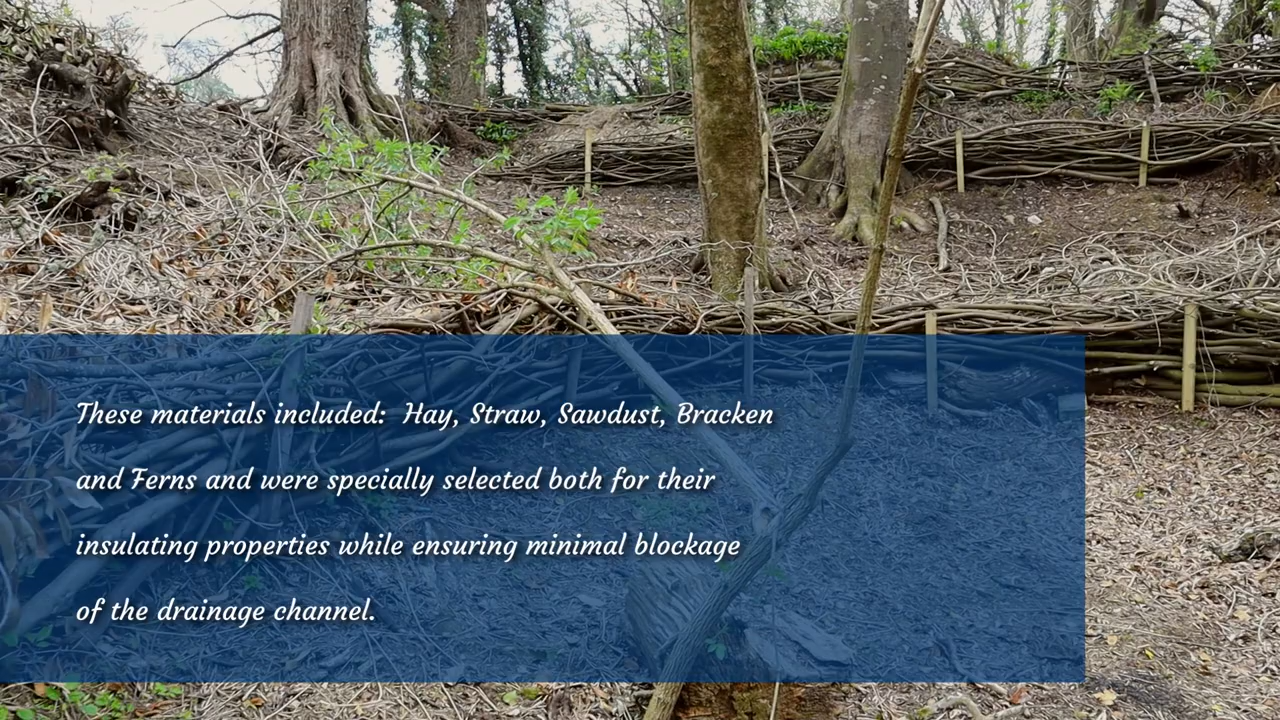 These materials included:  Hay, Straw, Sawdust, Bracken
and Ferns and were specially selected both for their
insulating properties while ensuring minimal blockage
of the drainage channel.